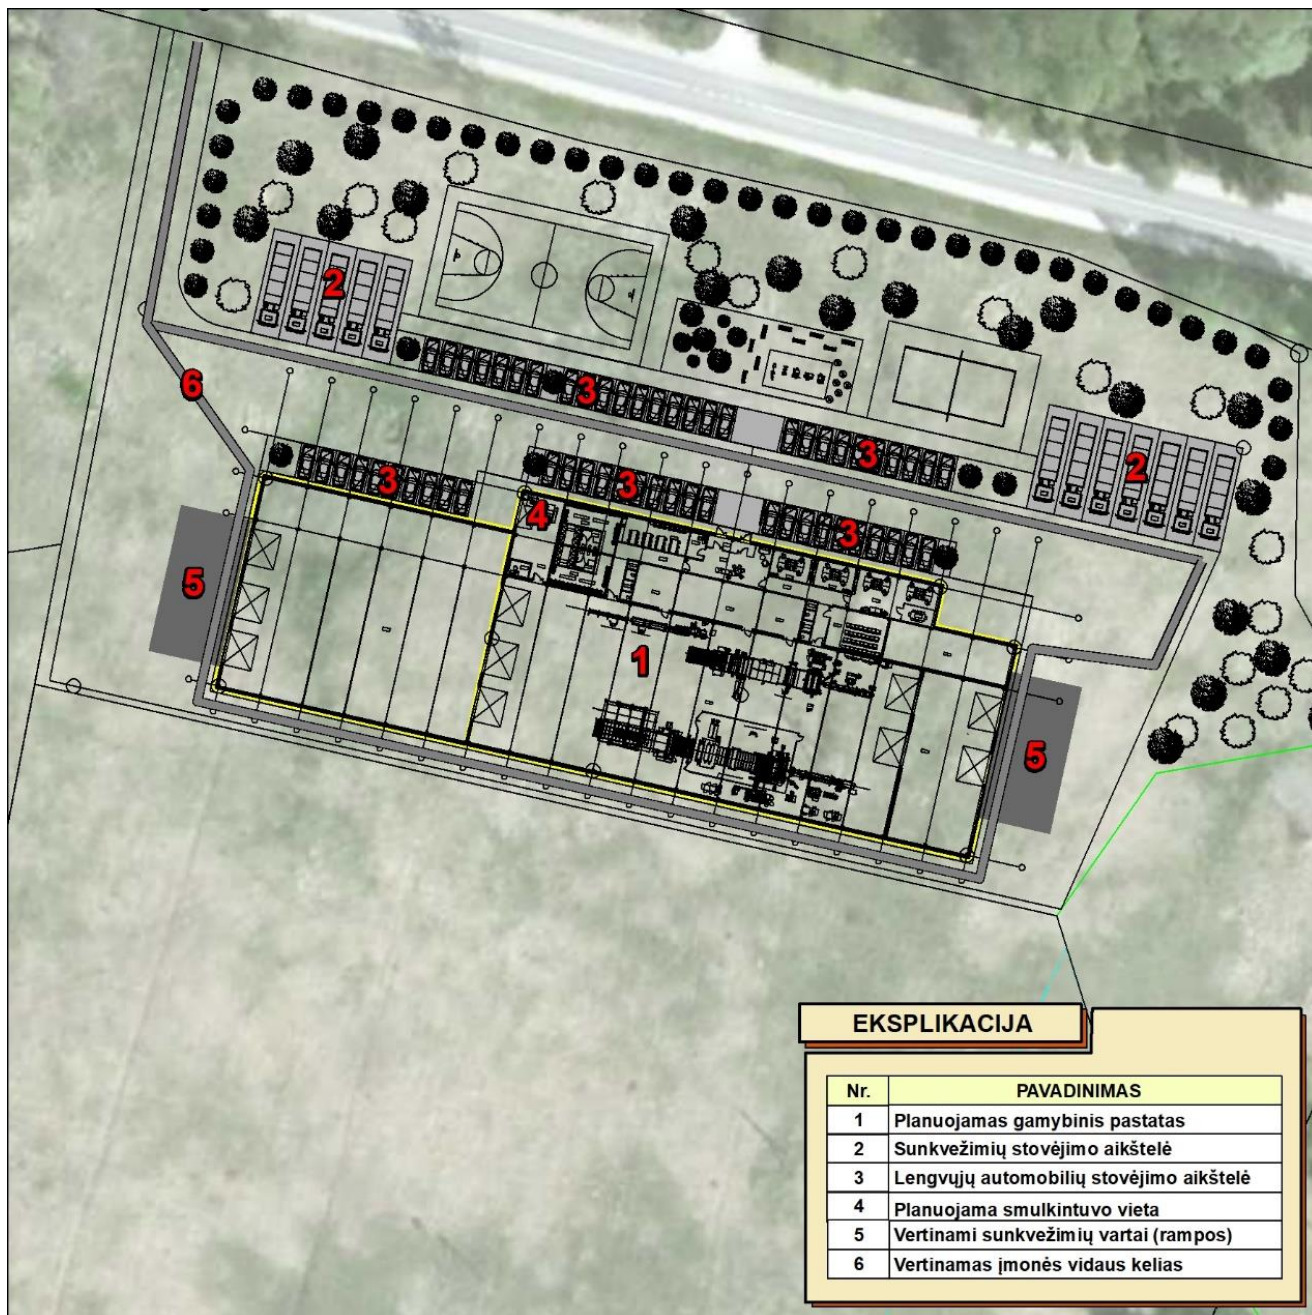 2
6
3
3
2
3
3
3
4
5
1
5
EKSPLIKACIJA
Nr. PAVADINIMAS
1 Planuojamas gamybinis pastatas
2 Sunkvežimių stovėjimo aikštelė
3 Lengvųjų automobilių stovėjimo aikštelė
4 Planuojama smulkintuvo vieta
5 Vertinami sunkvežimių vartai (rampos)
6 Vertinamas įmonės vidaus kelias